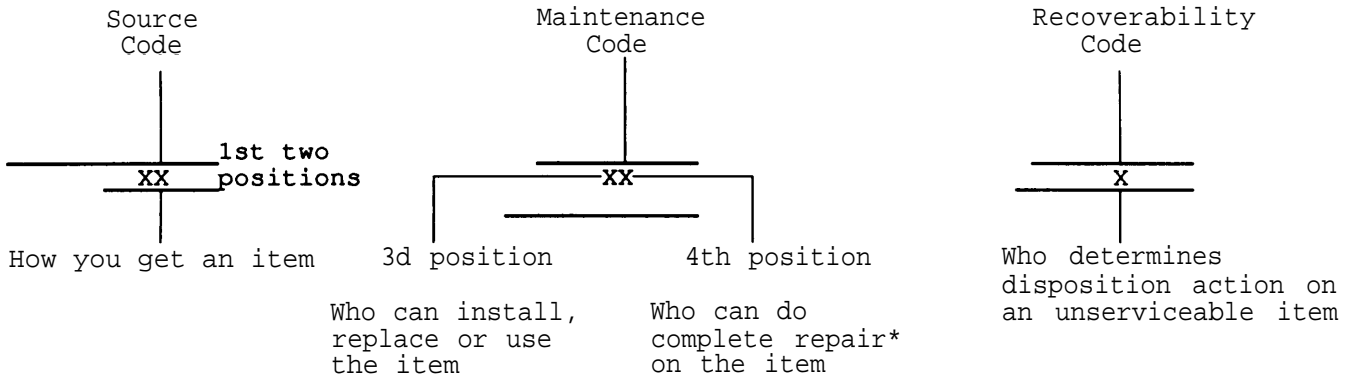 Source
Code
Maintenance
Code
Recoverability
Code
1st two
XX positions
XX
X
How you get an item
3d position
4th position
Who can install,
replace or use
the item
Who can do
complete repair*
on the item
Who determines
disposition action on
an unserviceable item